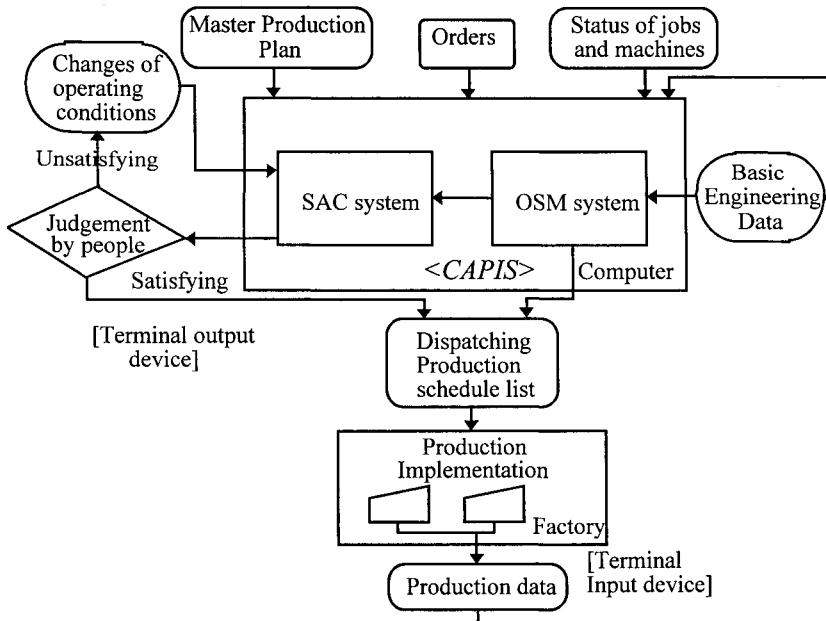 Master Production
Plan
Orders
Status of jobs
and machines
Changes of
operating
conditions
Unsatisfying
SAC system
OSM system
Basic
Engineering
Data
Judgement
by people
<CAPIS>
Computer
Satisfying
[Terminal output
device]
Dispatching
Production
schedule list
Production
Implementation
Factory
[Terminal
Input device]
Production data